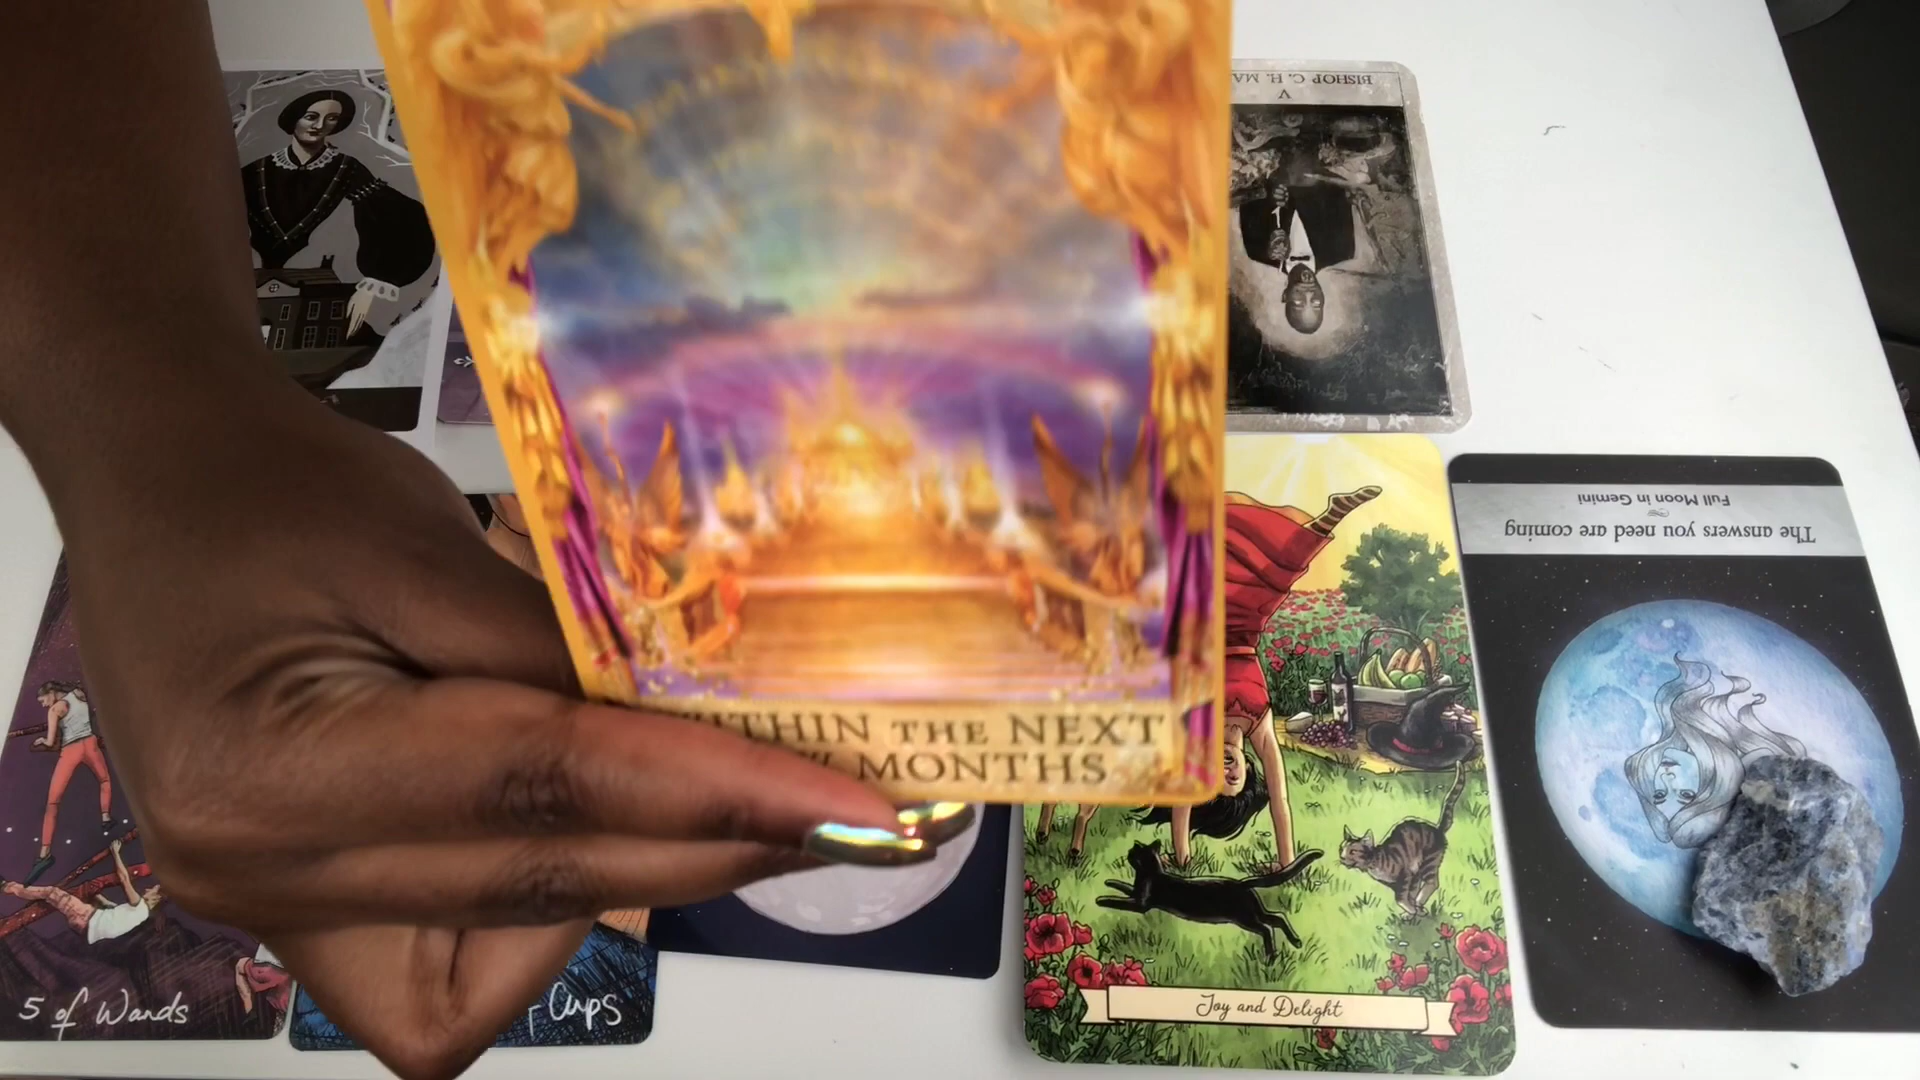 BISHOP C. H. MA
V
Full Moon in Gemini
The answers you need are coming
WITHIN THE NEXT
MONTHS
5 of Wands
Cups
Joy and Delight